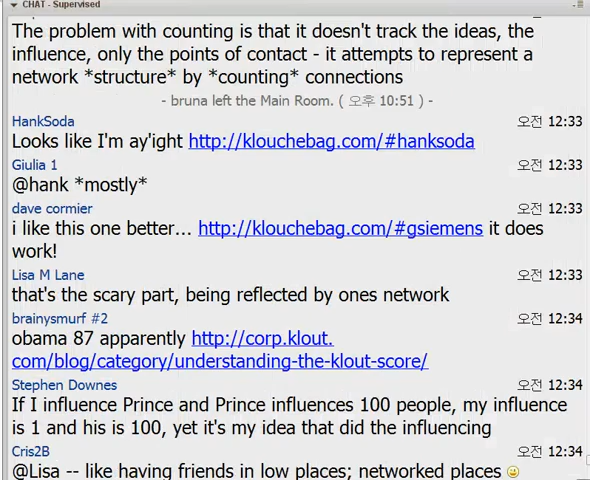 CHAT - Supervised
The problem with counting is that it doesn't track the ideas, the
influence, only the points of contact - it attempts to represent a
network *structure* by *counting* connections
- bruna left the Main Room. ( 오후 10:51 ) -
HankSoda 오전 12:33
Looks like I'm ay'ight http://klouchebag.com/#hanksoda
Giulia 1 오전 12:33
@hank *mostly*
dave cormier 오전 12:33
i like this one better... http://klouchebag.com/#gsiemens it does
work!
Lisa M Lane 오전 12:33
that's the scary part, being reflected by ones network
brainysmurf #2 오전 12:34
obama 87 apparently http://corp.klout.
com/blog/category/understanding-the-klout-score/
Stephen Downes 오전 12:34
If I influence Prince and Prince influences 100 people, my influence
is 1 and his is 100, yet it's my idea that did the influencing
Cris2B 오전 12:34
@Lisa -- like having friends in low places; networked places